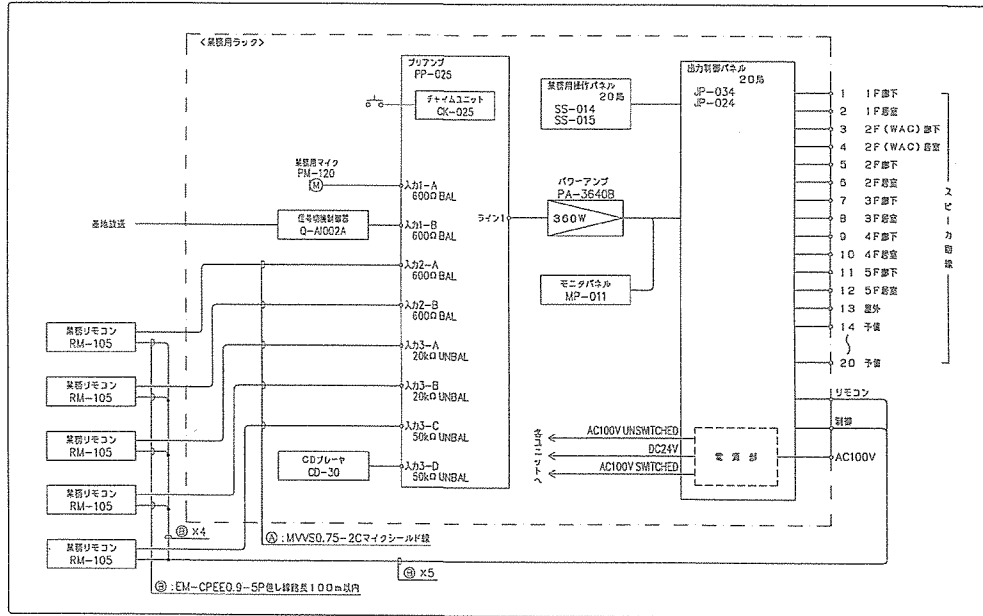 <業務用ラック>
プリアンプ
PP-025
チャイムユニット
CK-025
業務用マイク
PM-120
M
入力1-A
600Ω BAL
基地放送
信号切換制御器
Q-AI002A
入力1-B
600Ω BAL
ライン1
入力2-A
600Ω BAL
入力2-B
600Ω BAL
入力3-A
20kΩ UNBAL
入力3-B
20kΩ UNBAL
入力3-C
50kΩ UNBAL
CDプレーヤ
CD-30
入力3-D
50kΩ UNBAL
業務リモコン
RM-105
業務リモコン
RM-105
業務リモコン
RM-105
業務リモコン
RM-105
業務リモコン
RM-105
Ⓑ X4
Ⓐ:MVVS0.75-2Cマイクシールド線
Ⓑ X5
Ⓑ:EM-CPEE0.9-5P但し線路長100m以内
業務用操作パネル
20局
SS-014
SS-015
パワーアンプ
PA-3640B
360W
モニタパネル
MP-011
出力制御パネル
20局
JP-034
JP-024
各ユニットへ
AC100V UNSWITCHED
DC24V
AC100V SWITCHED
電源部
1 1F廊下
2 1F居室
3 2F(WAC)廊下
4 2F(WAC)居室
5 2F廊下
6 2F居室
7 3F廊下
8 3F居室
9 4F廊下
10 4F居室
11 5F廊下
12 5F居室
13 屋外
14 予備
〜
20 予備
スピーカ回線
リモコン
制御
AC100V